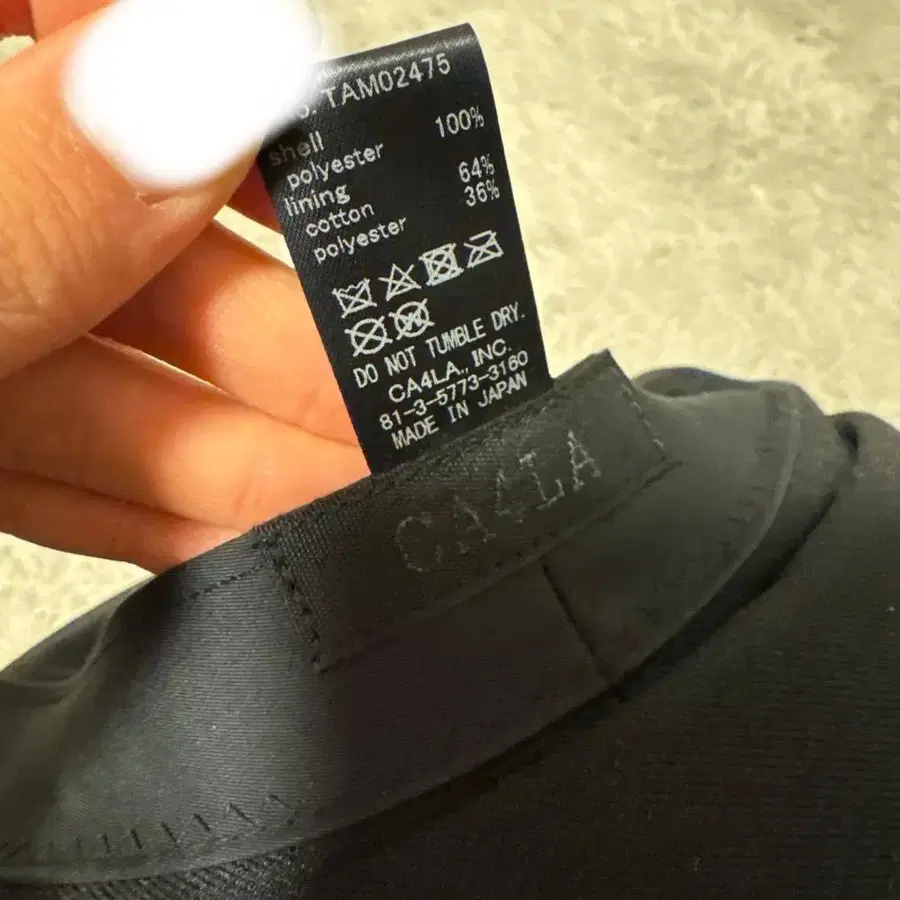 . TAM02475
shell
polyester 100%
lining
cotton 64%
polyester 36%
DO NOT TUMBLE DRY.
CA4LA., INC.
81-3-5773-3160
MADE IN JAPAN
CA4LA